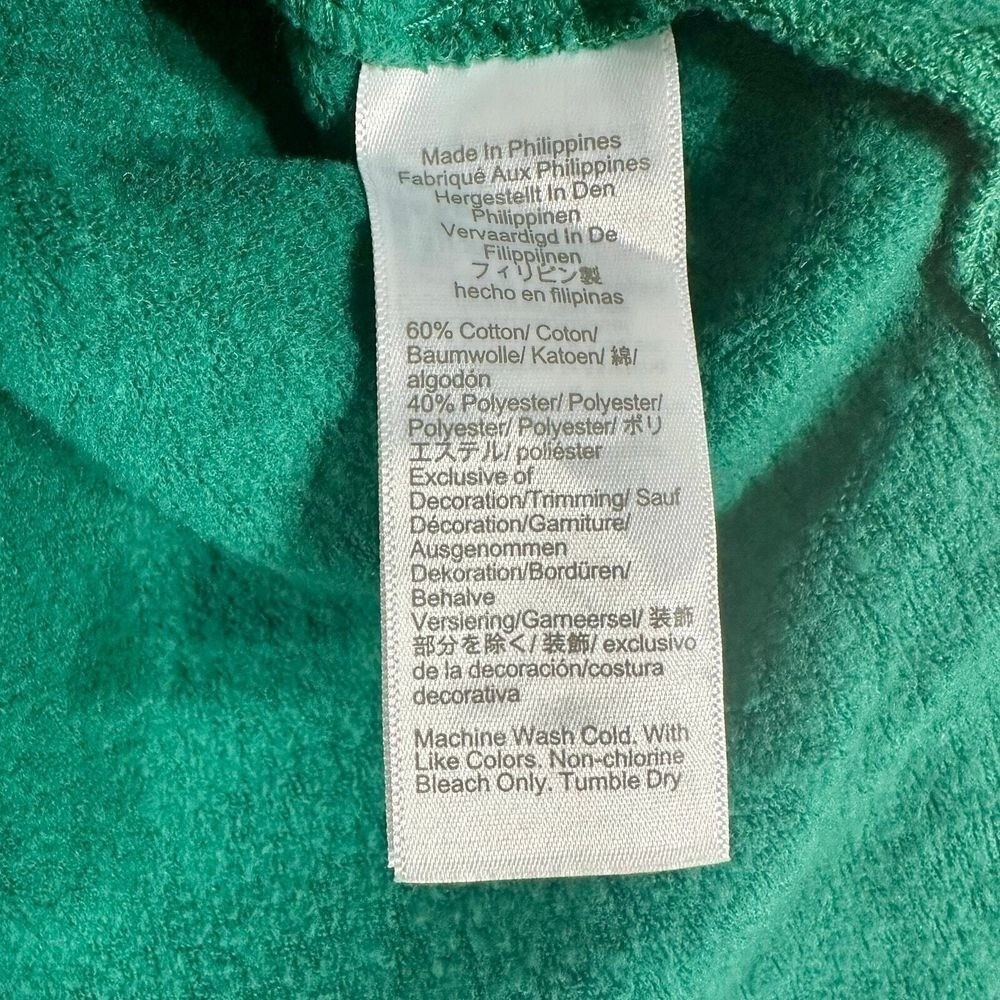 Made In Philippines
Fabriqué Aux Philippines
Hergestellt In Den
Philippinen
Vervaardigd In De
Filippijnen
フィリピン製
hecho en filipinas
60% Cotton/ Coton/
Baumwolle/ Katoen/ 綿/
algodón
40% Polyester/ Polyester/
Polyester/ Polyester/ ポリ
エステル/ poliéster
Exclusive of
Decoration/Trimming/ Sauf
Décoration/Garniture/
Ausgenommen
Dekoration/Bordüren/
Behalve
Versiering/Garneersel/ 装飾
部分を除く/ 装飾/ exclusivo
de la decoración/costura
decorativa
Machine Wash Cold. With
Like Colors. Non-chlorine
Bleach Only. Tumble Dry